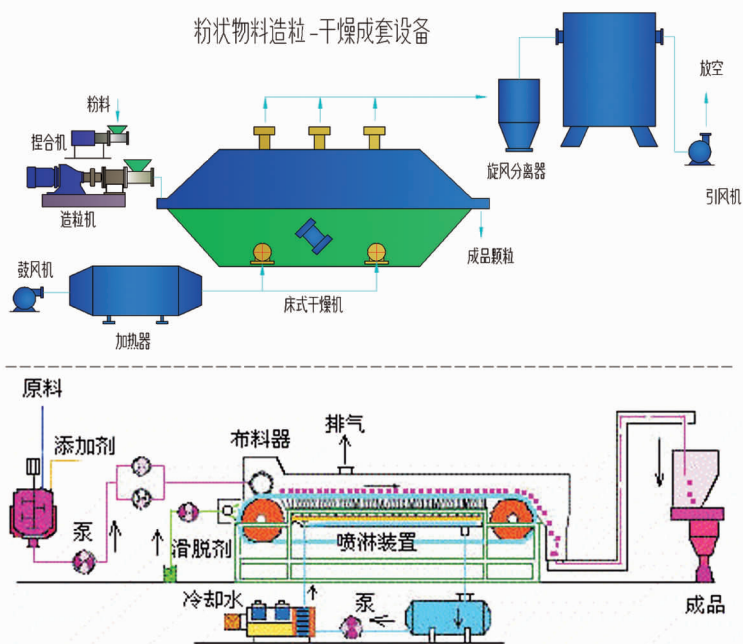 粉状物料造粒-干燥成套设备
粉料
捏合机
造粒机
旋风分离器
放空
引风机
成品颗粒
鼓风机
加热器
床式干燥机
原料
添加剂
泵
布料器
排气
滑脱剂
喷淋装置
冷却水
泵
成品